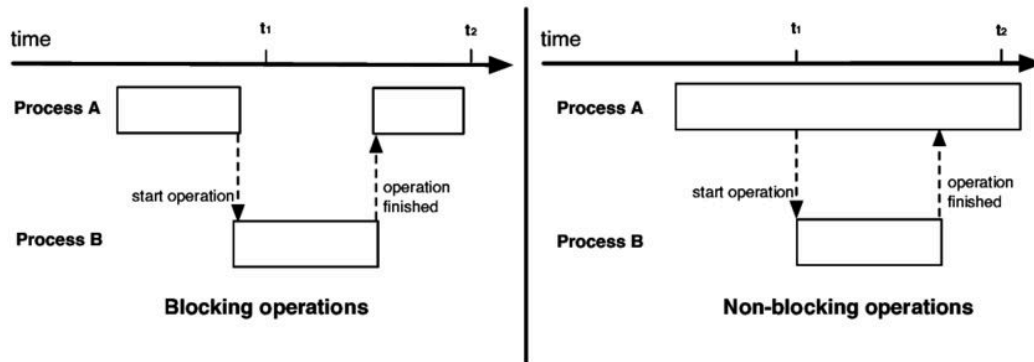 time
t1
t2
Process A
start operation
operation
finished
Process B
Blocking operations
time
t1
t2
Process A
start operation
operation
finished
Process B
Non-blocking operations